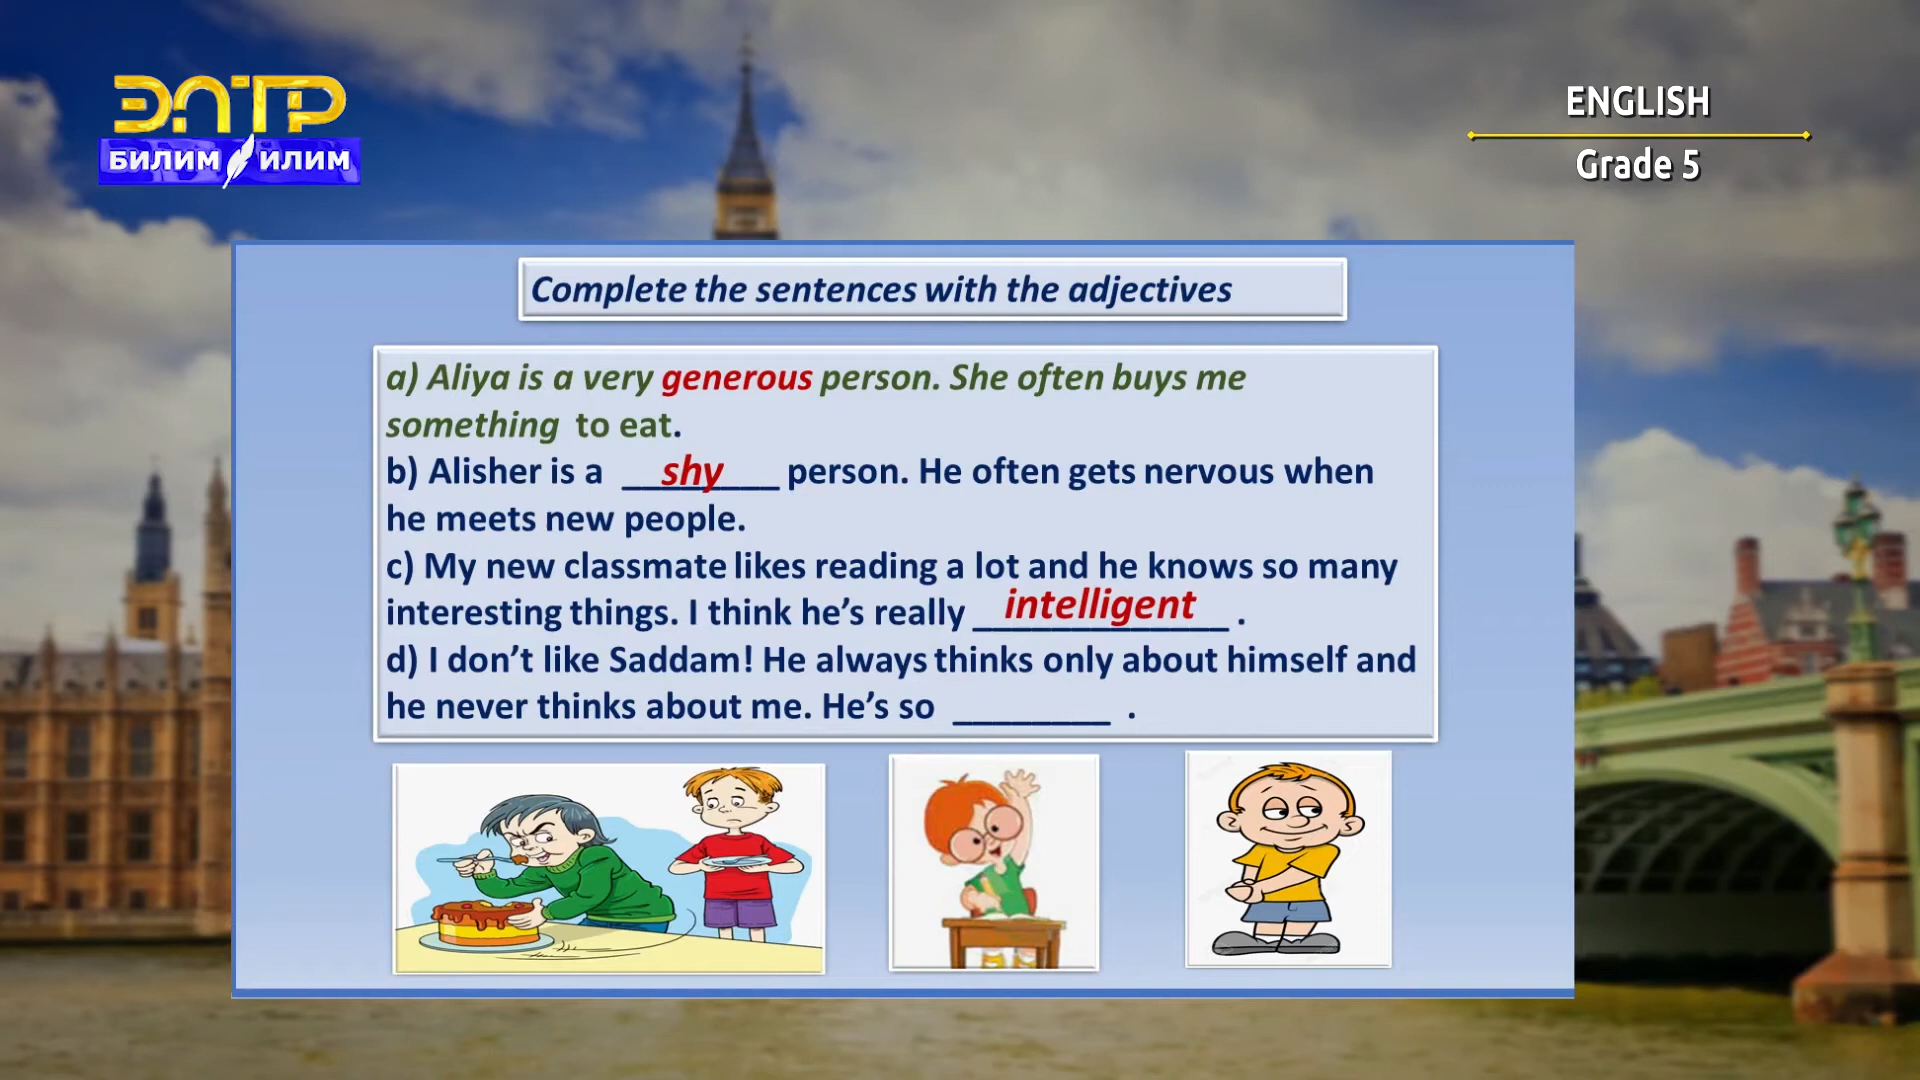 ЭЛТР
БИЛИМ ИЛИМ
ENGLISH
Grade 5
Complete the sentences with the adjectives
a) Aliya is a very generous person. She often buys me
something to eat.
b) Alisher is a ___shy___ person. He often gets nervous when
he meets new people.
c) My new classmate likes reading a lot and he knows so many
interesting things. I think he’s really __intelligent__ .
d) I don’t like Saddam! He always thinks only about himself and
he never thinks about me. He’s so ________ .